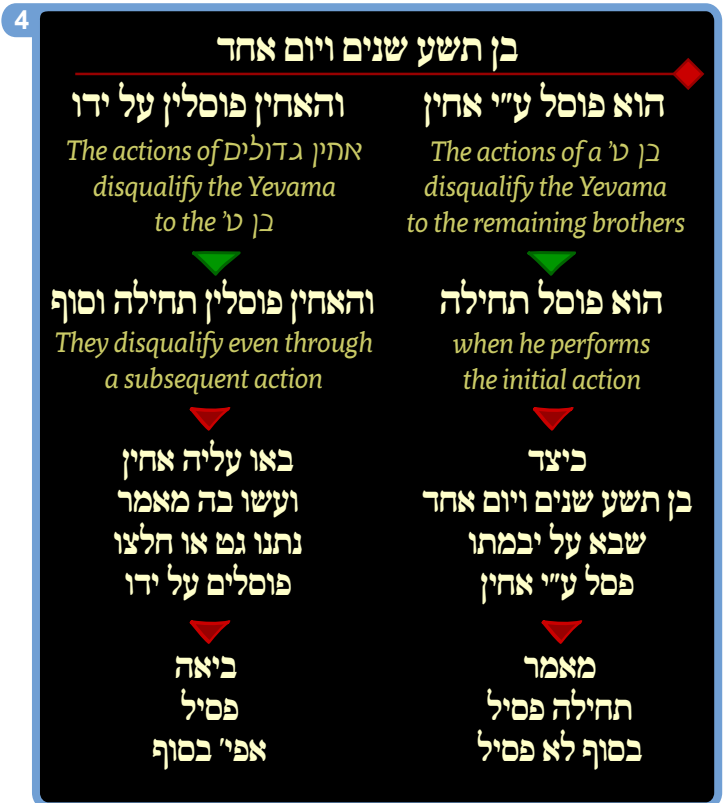 4
בן תשע שנים ויום אחד
הוא פוסל ע״י אחין
The actions of a בן ט׳
disqualify the Yevama
to the remaining brothers
הוא פוסל תחילה
when he performs
the initial action
כיצד
בן תשע שנים ויום אחד
שבא על יבמתו
פסל ע״י אחין
מאמר
תחילה פסיל
בסוף לא פסיל
והאחין פוסלין על ידו
The actions of אחין גדולים
disqualify the Yevama
to the בן ט׳
והאחין פוסלין תחילה וסוף
They disqualify even through
a subsequent action
באו עליה אחין
ועשו בה מאמר
נתנו גט או חלצו
פוסלים על ידו
ביאה
פסיל
אפי׳ בסוף